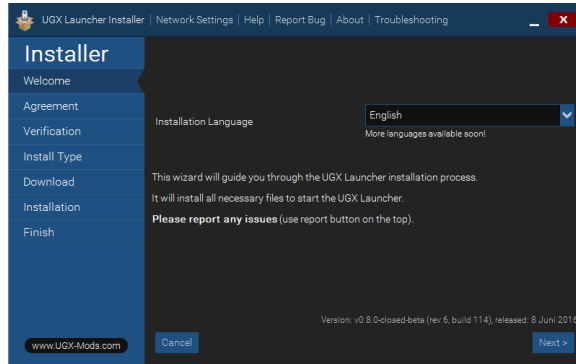 UGX Launcher Installer | Network Settings | Help | Report Bug | About | Troubleshooting
Installer
Welcome
Agreement
Verification
Install Type
Download
Installation
Finish
www.UGX-Mods.com
Installation Language
English
More languages available soon!
This wizard will guide you through the UGX Launcher installation process.
It will install all necessary files to start the UGX Launcher.
Please report any issues (use report button on the top).
Version: v0.8.0-closed-beta (rev 6, build 114), released: 8 Juni 2016
Cancel
Next >